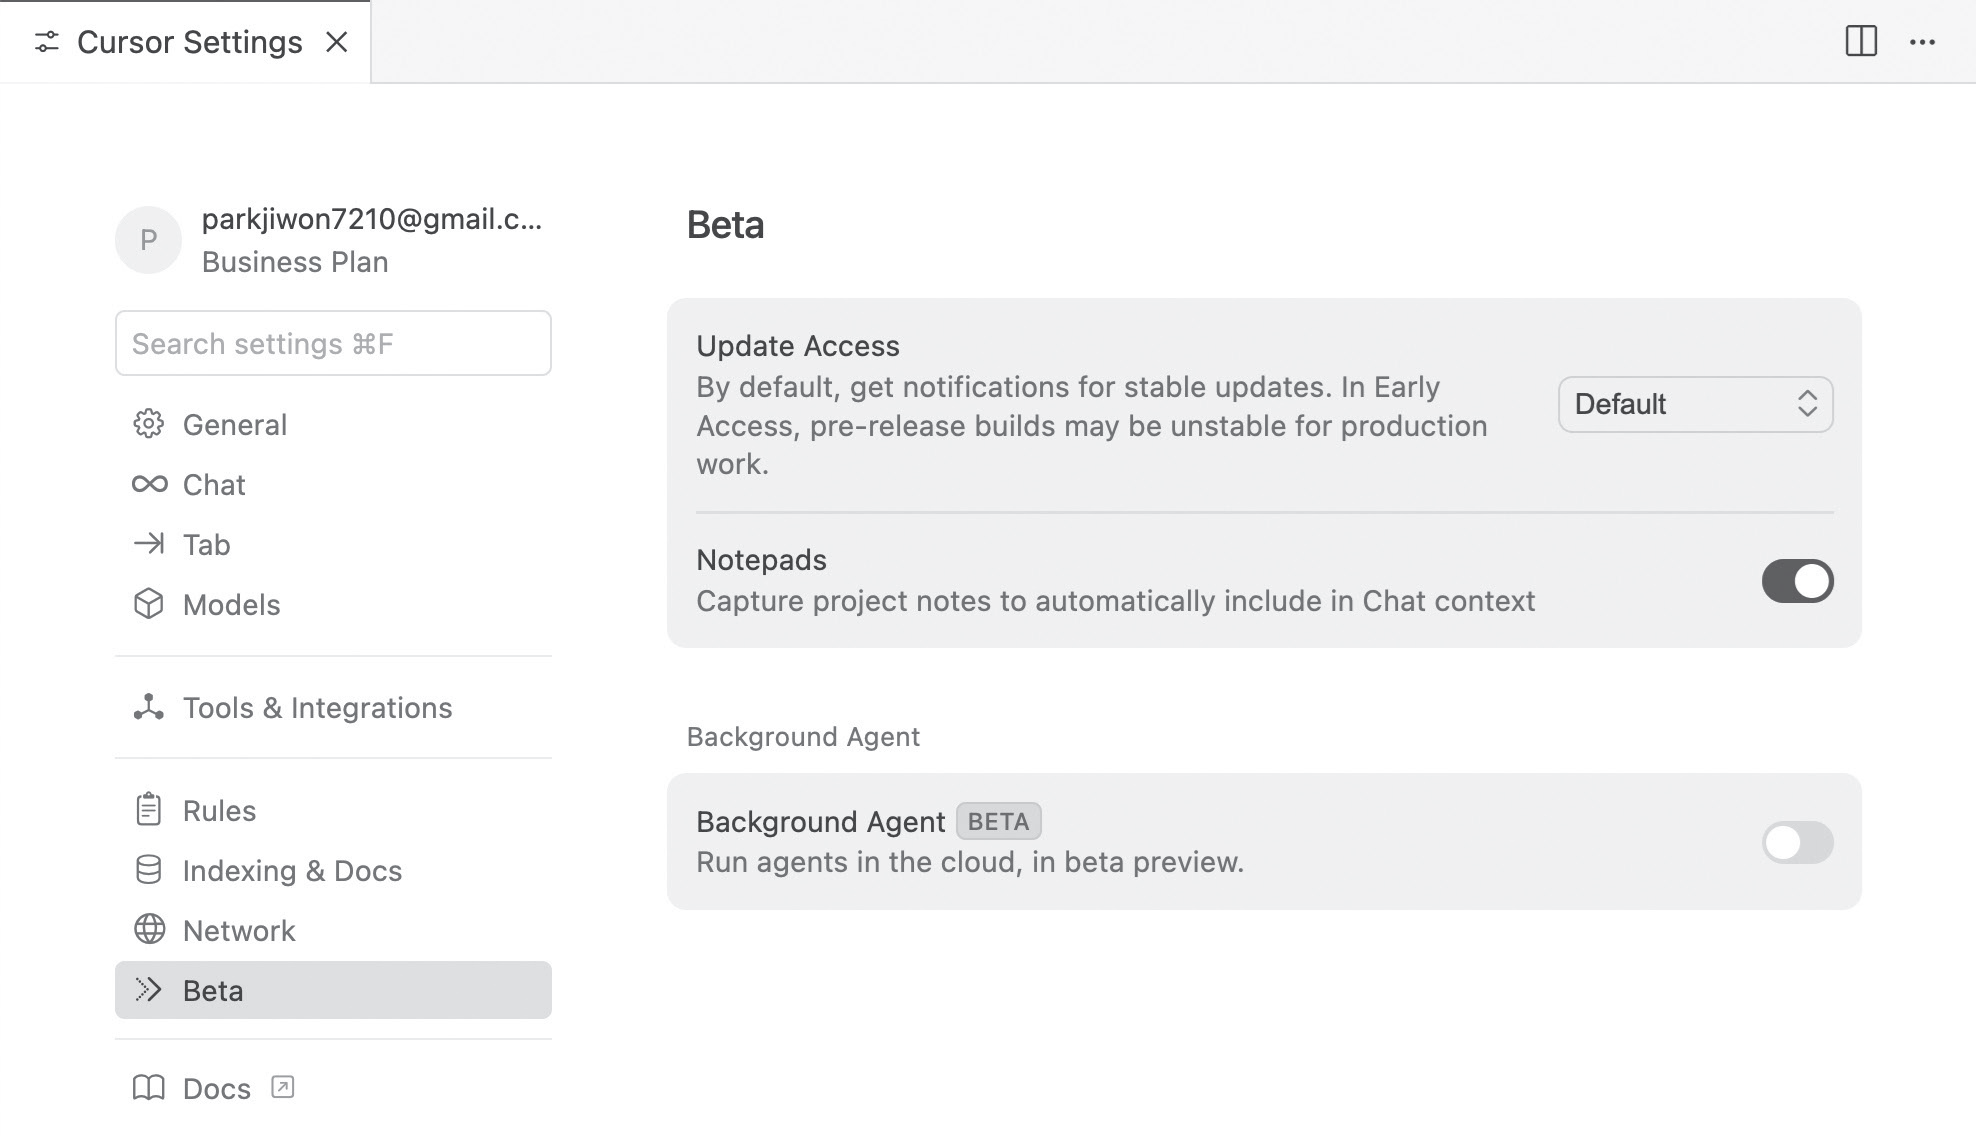 Cursor Settings
parkjiwon7210@gmail.c...
Business Plan
P
Search settings ⌘F
General
Chat
Tab
Models
Tools & Integrations
Rules
Indexing & Docs
Network
Beta
Docs
Beta
Update Access
By default, get notifications for stable updates. In Early
Access, pre-release builds may be unstable for production
work.
Default
Notepads
Capture project notes to automatically include in Chat context
Background Agent
Background Agent BETA
Run agents in the cloud, in beta preview.